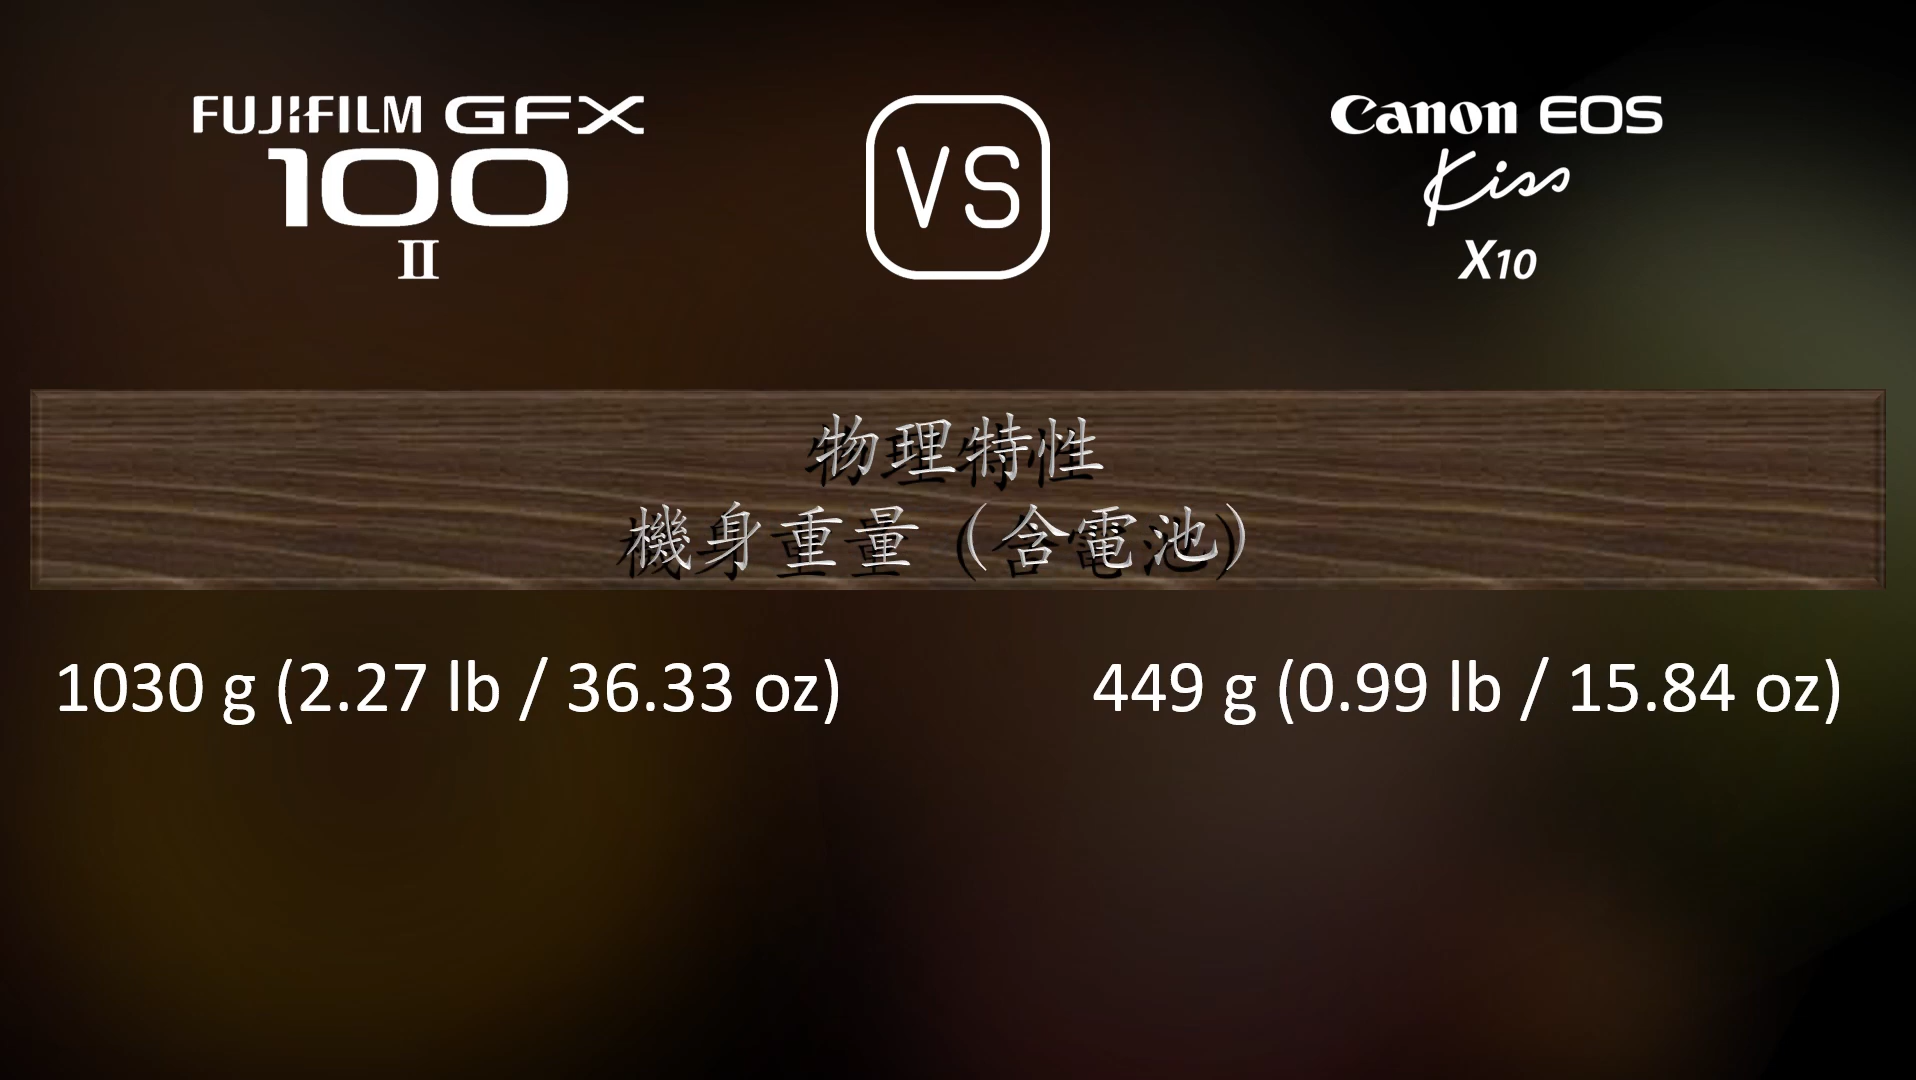 FUJIFILM GFX
100
II
VS
Canon EOS
Kiss
X10
物理特性
機身重量（含電池）
1030 g (2.27 lb / 36.33 oz)
449 g (0.99 lb / 15.84 oz)